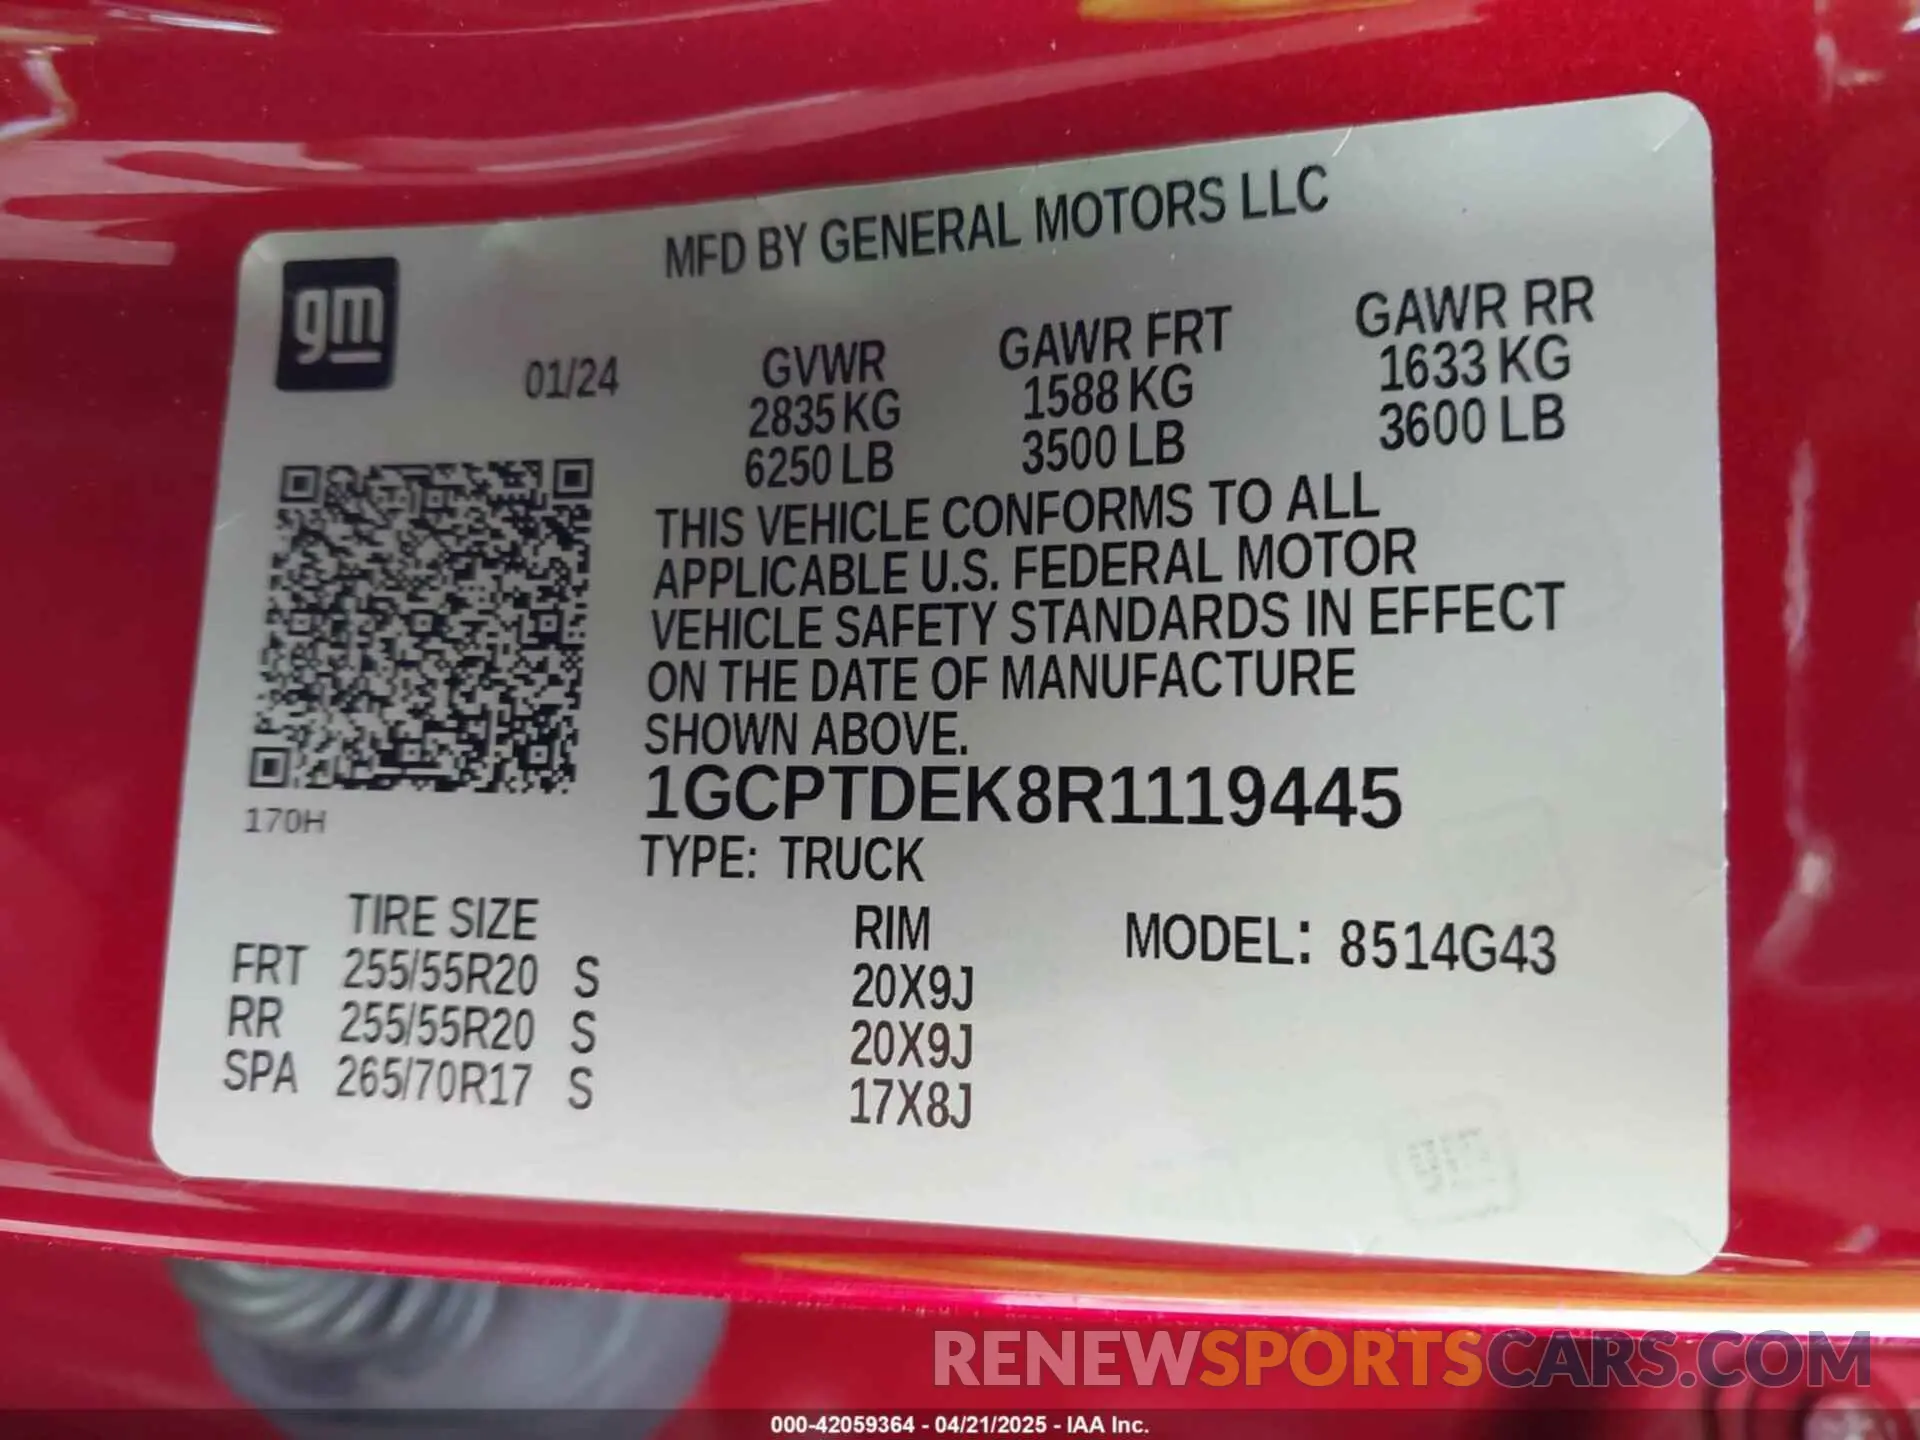 MFD BY GENERAL MOTORS LLC
gm
01/24
GVWR
2835 KG
6250 LB
GAWR FRT
1588 KG
3500 LB
GAWR RR
1633 KG
3600 LB
THIS VEHICLE CONFORMS TO ALL
APPLICABLE U.S. FEDERAL MOTOR
VEHICLE SAFETY STANDARDS IN EFFECT
ON THE DATE OF MANUFACTURE
SHOWN ABOVE.
1GCPTDEK8R1119445
TYPE: TRUCK
170H
TIRE SIZE RIM
FRT 255/55R20 S 20X9J
RR 255/55R20 S 20X9J
SPA 265/70R17 S 17X8J
MODEL: 8514G43
RENEWSPORTSCARS.COM
000-42059364 - 04/21/2025 - IAA Inc.